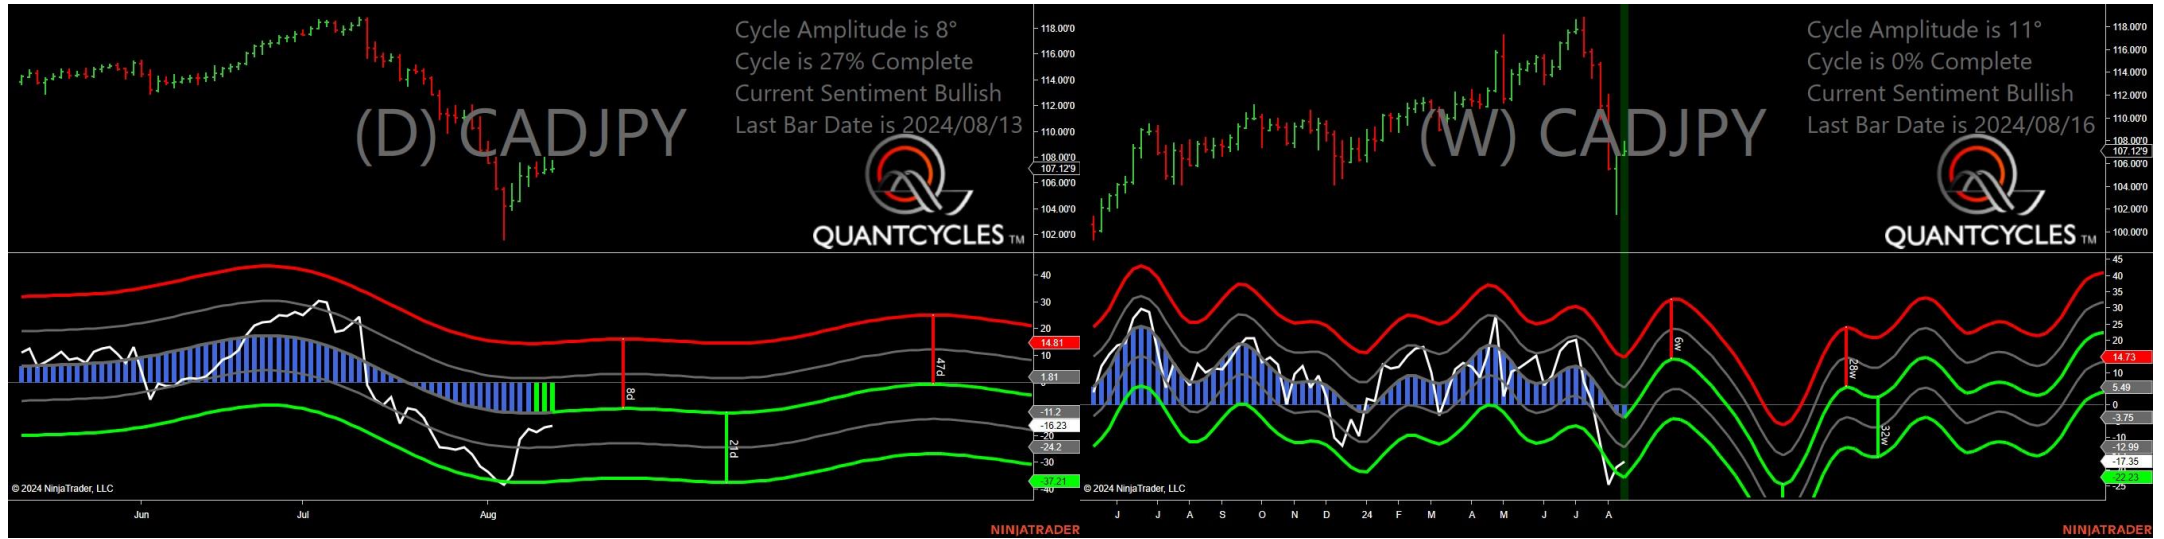 Cycle Amplitude is 8°
Cycle is 27% Complete
Current Sentiment Bullish
Last Bar Date is 2024/08/13
(D) CADJPY
QUANTCYCLES TM
118.00'0
116.00'0
114.00'0
112.00'0
110.00'0
108.00'0
107.12'9
106.00'0
104.00'0
102.00'0
40
30
20
14.81
10
1.81
-11.2
-16.23
-20
-24.2
-30
-37.21
-40
8d
21d
47d
© 2024 NinjaTrader, LLC
Jun
Jul
Aug
NINJATRADER
Cycle Amplitude is 11°
Cycle is 0% Complete
Current Sentiment Bullish
Last Bar Date is 2024/08/16
(W) CADJPY
QUANTCYCLES TM
118.00'0
116.00'0
114.00'0
112.00'0
110.00'0
108.00'0
107.12'9
106.00'0
104.00'0
102.00'0
100.00'0
45
40
35
30
25
20
14.73
10
5.49
0
-3.75
-10
-12.99
-17.35
-22.23
-25
6w
28w
32w
© 2024 NinjaTrader, LLC
J
J
A
S
O
N
D
24
F
M
A
M
J
J
A
NINJATRADER